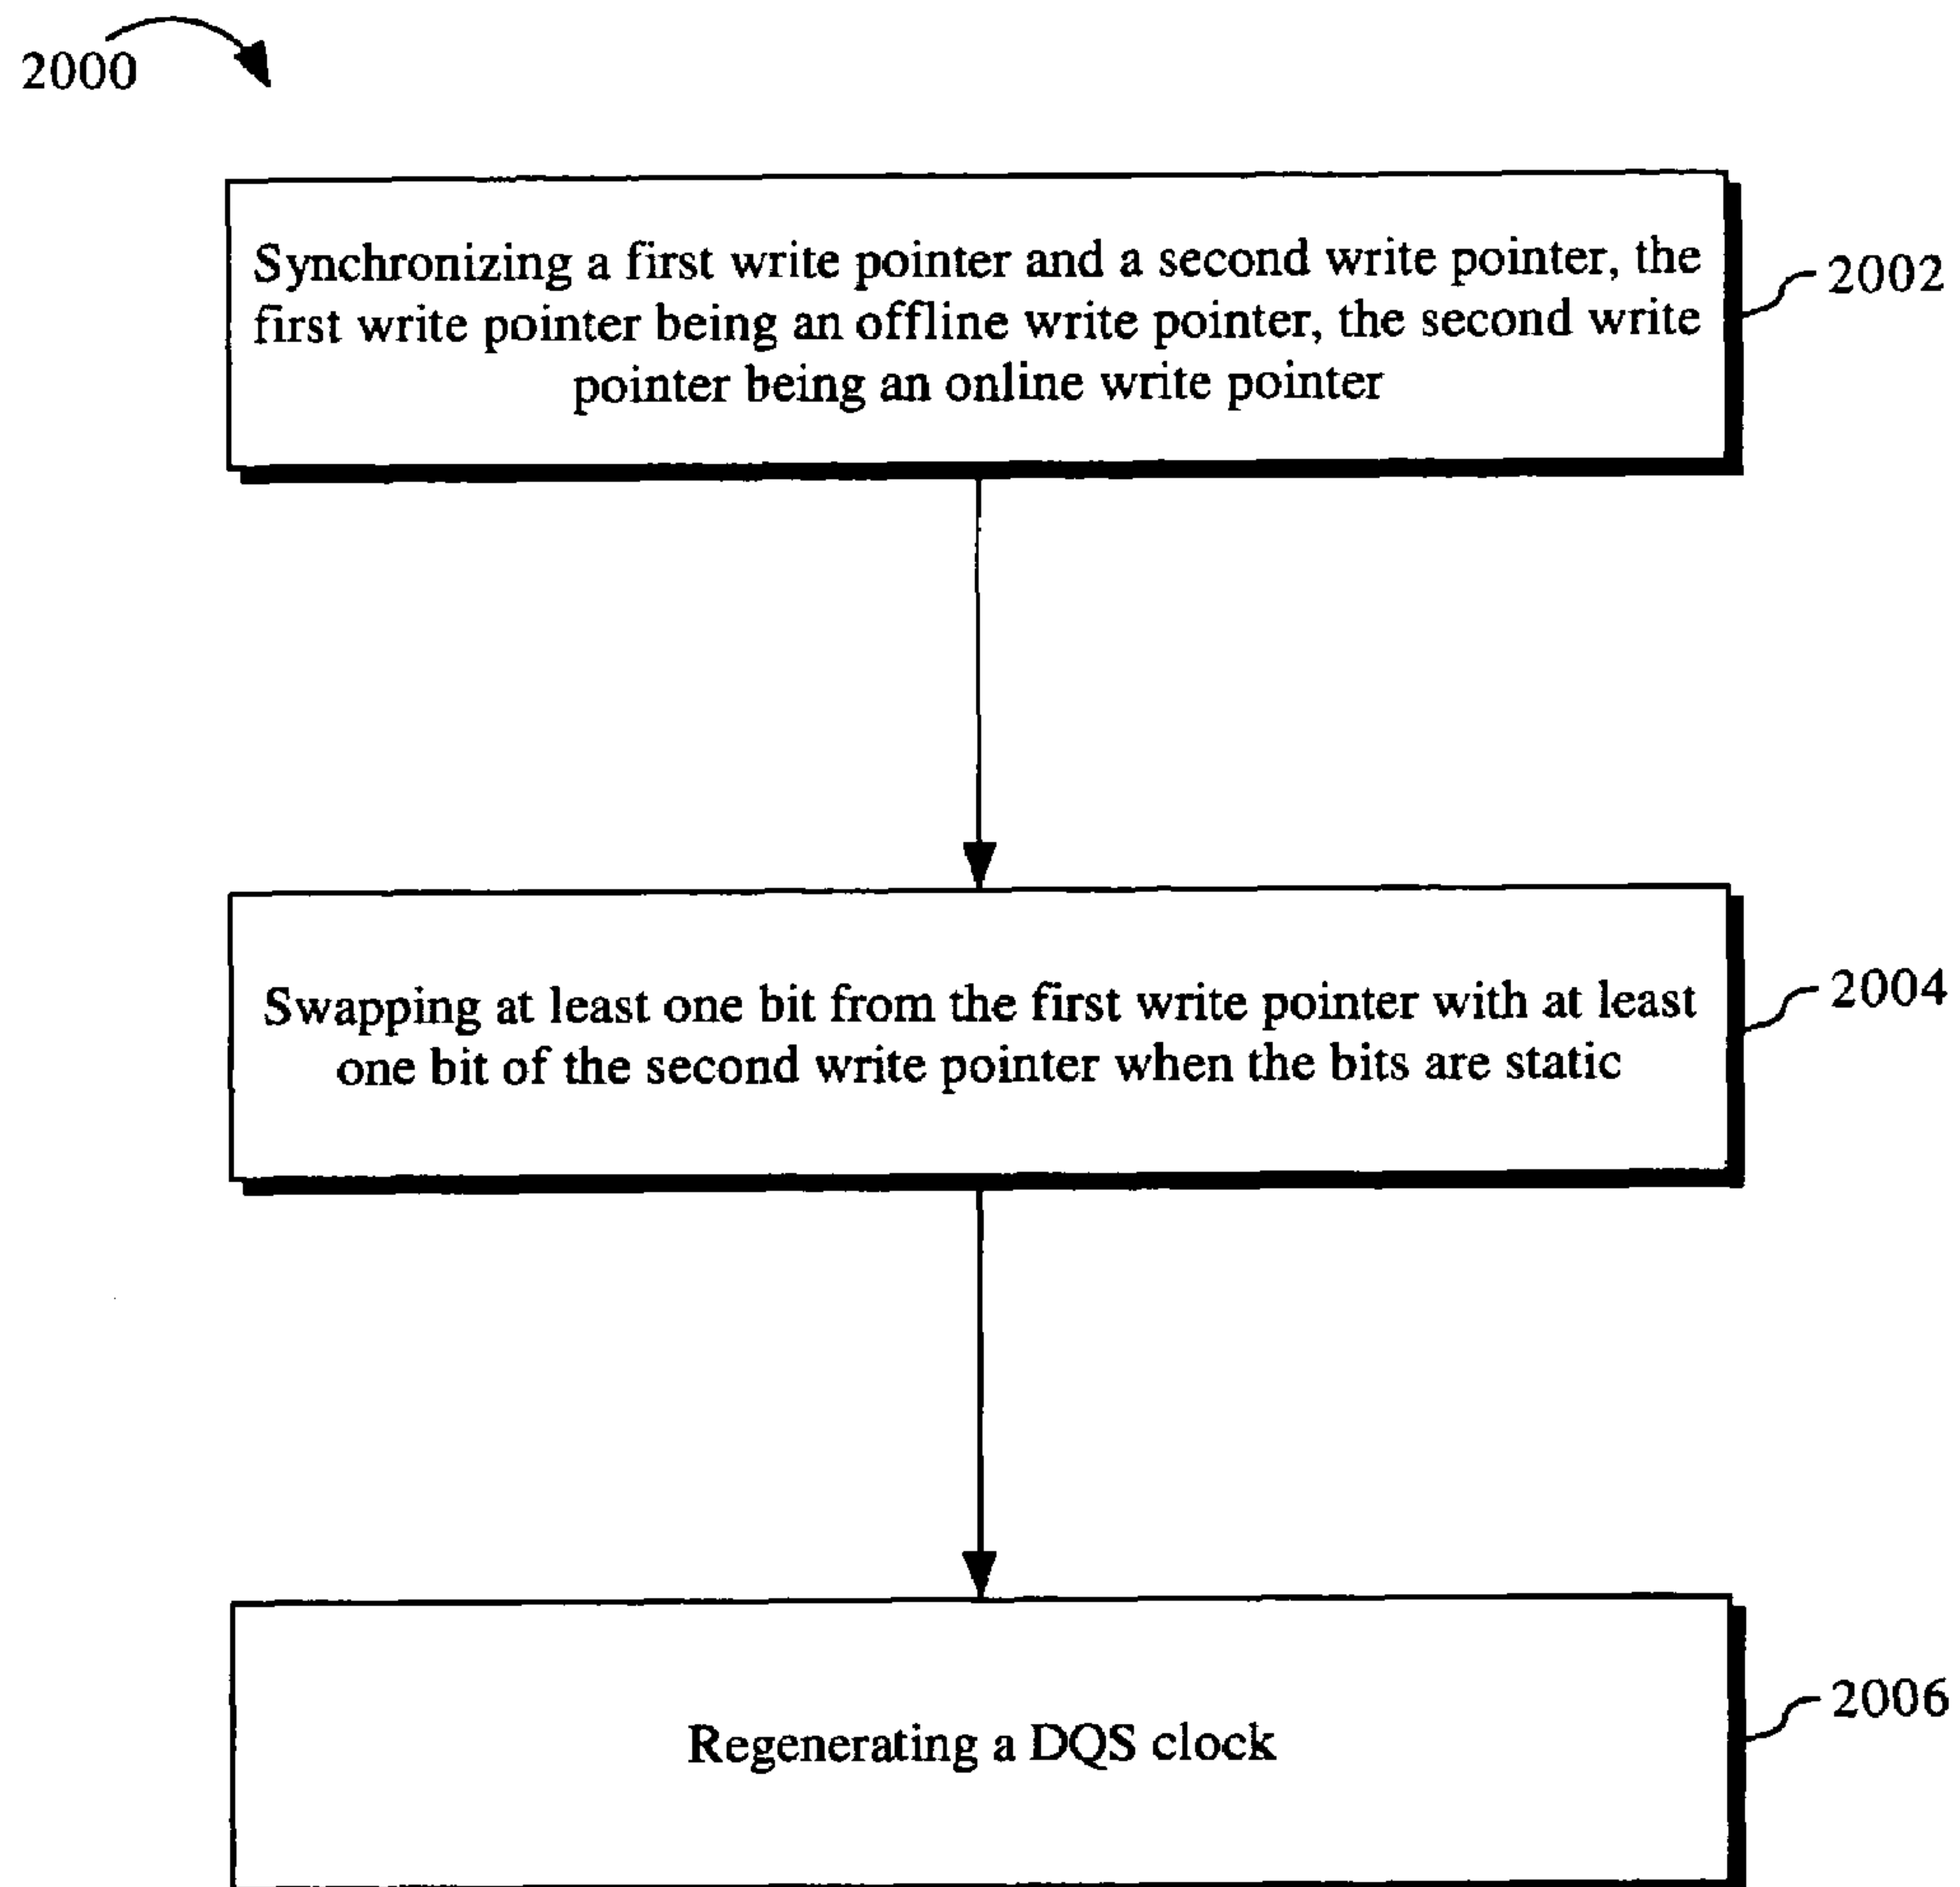 2000
Synchronizing a first write pointer and a second write pointer, the
first write pointer being an offline write pointer, the second write
pointer being an online write pointer
2002
Swapping at least one bit from the first write pointer with at least
one bit of the second write pointer when the bits are static
2004
Regenerating a DQS clock
2006